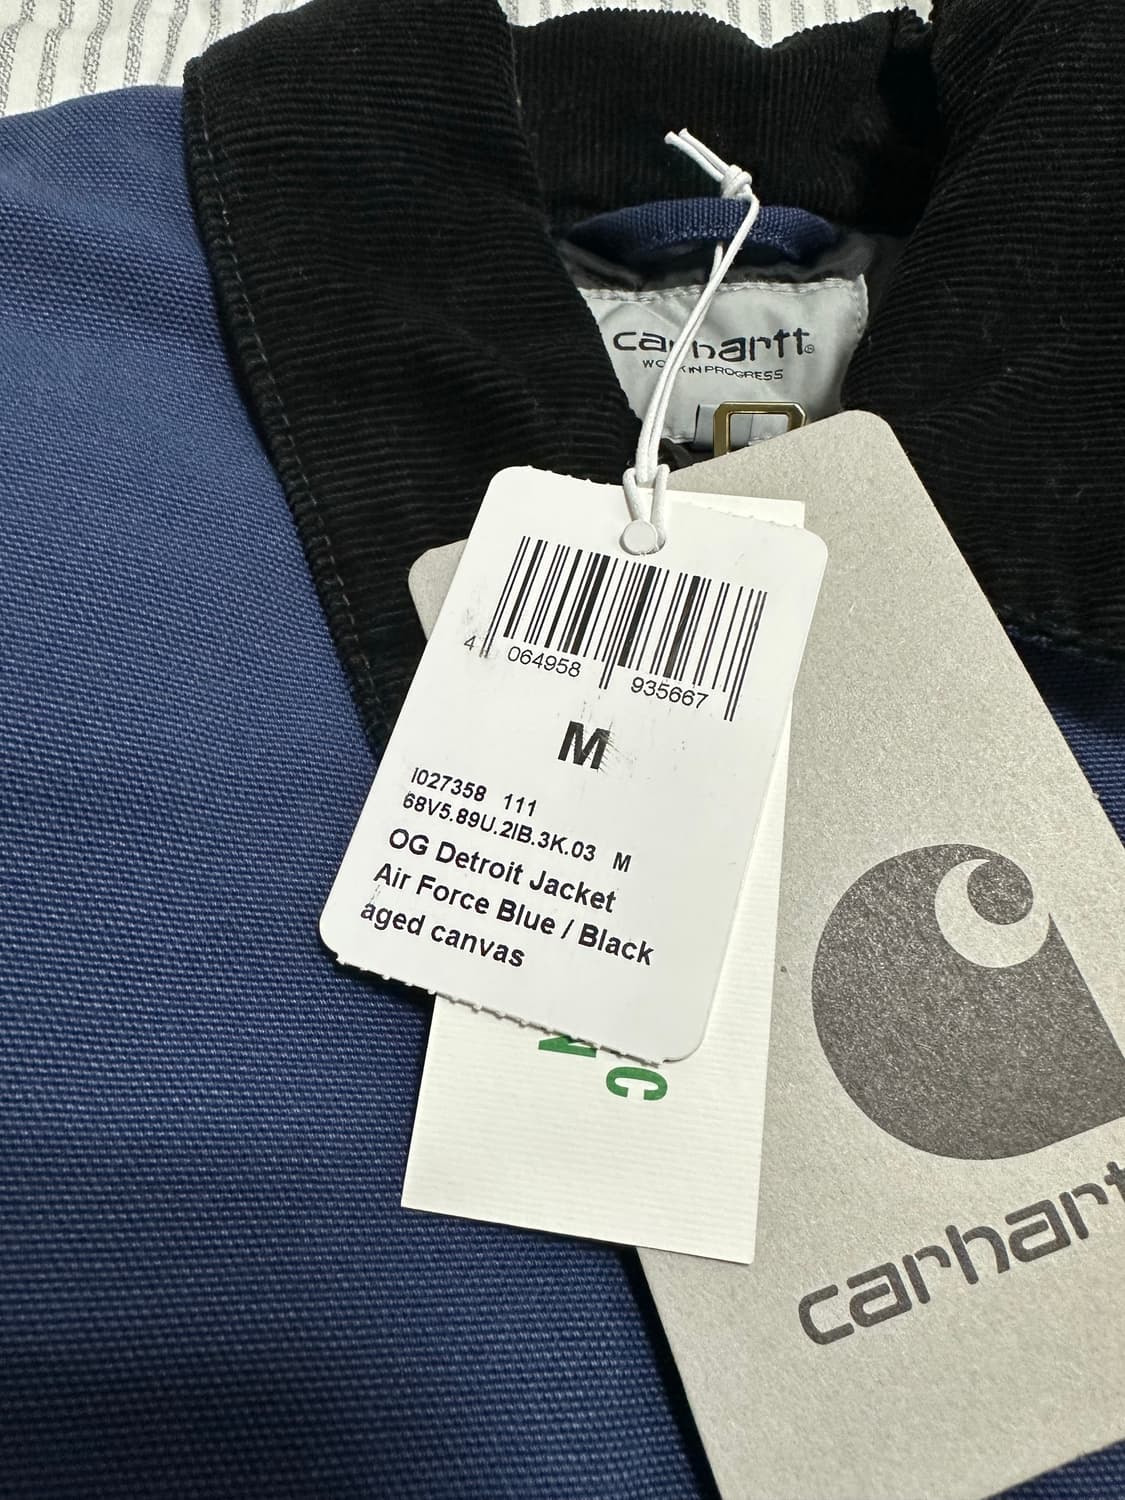 carhartt
WORK IN PROGRESS
4 064958 935667
M
I027358 111
68V5.89U.2IB.3K.03 M
OG Detroit Jacket
Air Force Blue / Black
aged canvas
N
C
carhart